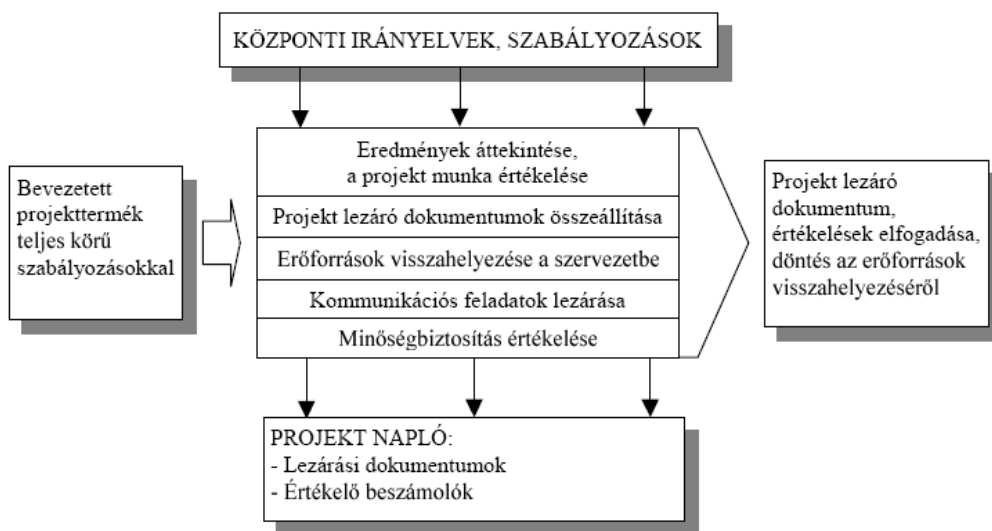 KÖZPONTI IRÁNYELVEK, SZABÁLYOZÁSOK
Bevezetett
projekttermék
teljes körű
szabályozásokkal
Eredmények áttekintése,
a projekt munka értékelése
Projekt lezáró dokumentumok összeállítása
Erőforrások visszahelyezése a szervezetbe
Kommunikációs feladatok lezárása
Minőségbiztosítás értékelése
Projekt lezáró
dokumentum,
értékelések elfogadása,
döntés az erőforrások
visszahelyezéséről
PROJEKT NAPLÓ:
- Lezárási dokumentumok
- Értékelő beszámolók